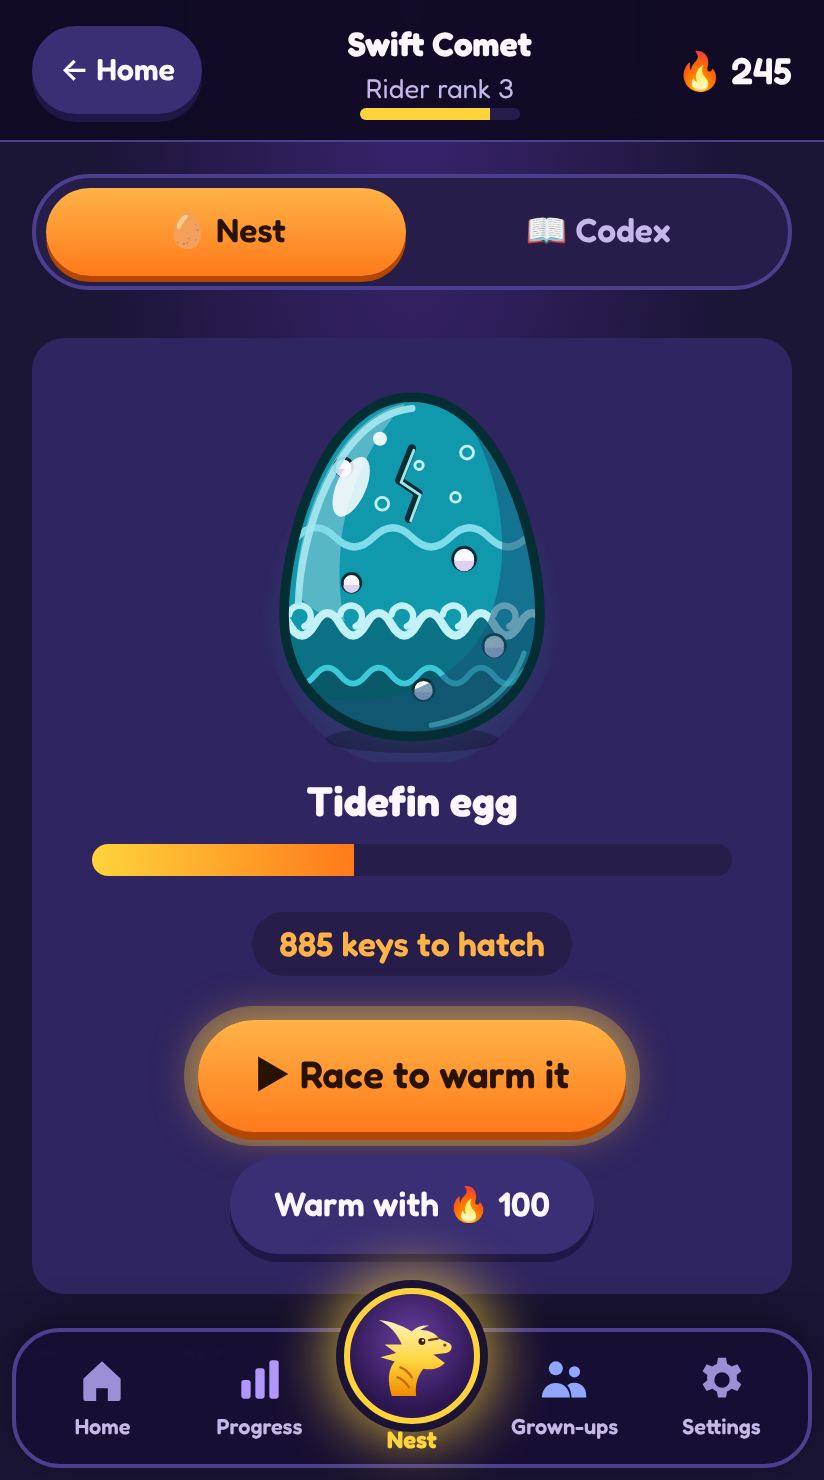 ← Home
Swift Comet
Rider rank 3
🔥 245
🥚 Nest
📖 Codex
Tidefin egg
885 keys to hatch
▶ Race to warm it
Warm with 🔥 100
Home
Progress
Nest
Grown-ups
Settings